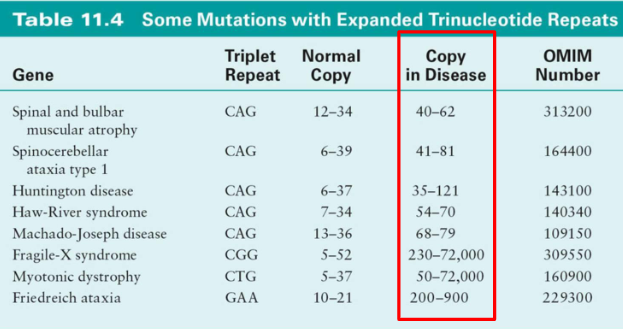 Table 11.4 Some Mutations with Expanded Trinucleotide Repeats
Triplet Normal Copy OMIM
Gene Repeat Copy in Disease Number
Spinal and bulbar CAG 12–34 40–62 313200
muscular atrophy
Spinocerebellar CAG 6–39 41–81 164400
ataxia type 1
Huntington disease CAG 6–37 35–121 143100
Haw-River syndrome CAG 7–34 54–70 140340
Machado-Joseph disease CAG 13–36 68–79 109150
Fragile-X syndrome CGG 5–52 230–72,000 309550
Myotonic dystrophy CTG 5–37 50–72,000 160900
Friedreich ataxia GAA 10–21 200–900 229300